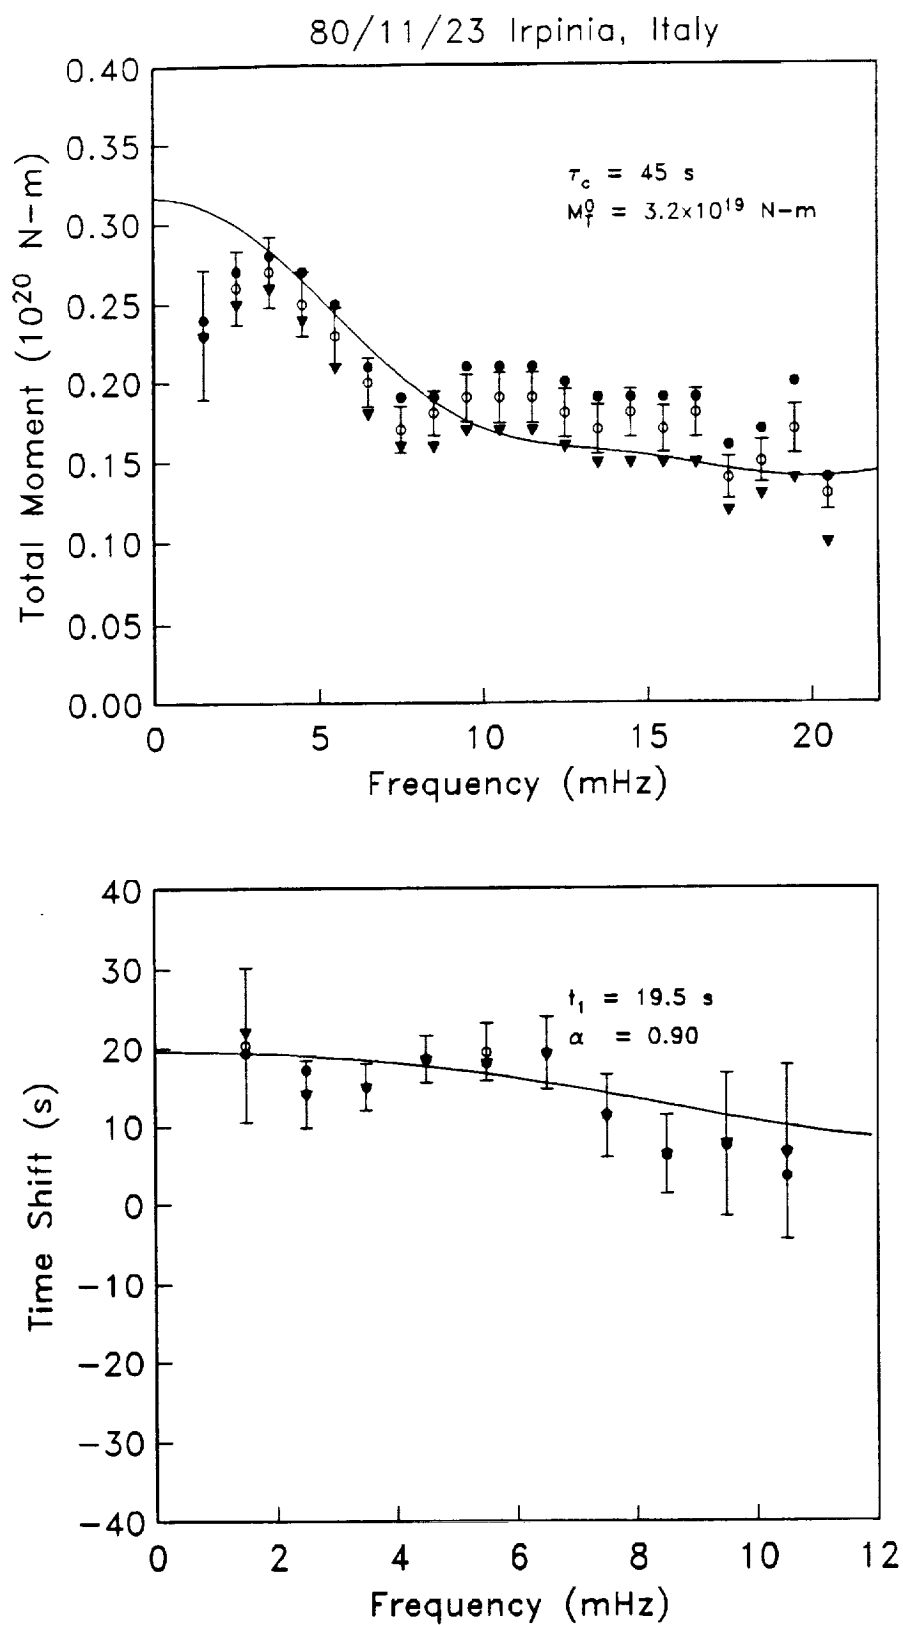 80/11/23 Irpinia, Italy
0.40
0.35
0.30
0.25
0.20
0.15
0.10
0.05
0.00
Total Moment (10²⁰ N-m)
τc = 45 s
M⁰T = 3.2x10¹⁹ N-m
0 5 10 15 20
Frequency (mHz)
40
30
20
10
0
-10
-20
-30
-40
Time Shift (s)
t₁ = 19.5 s
α = 0.90
0 2 4 6 8 10 12
Frequency (mHz)